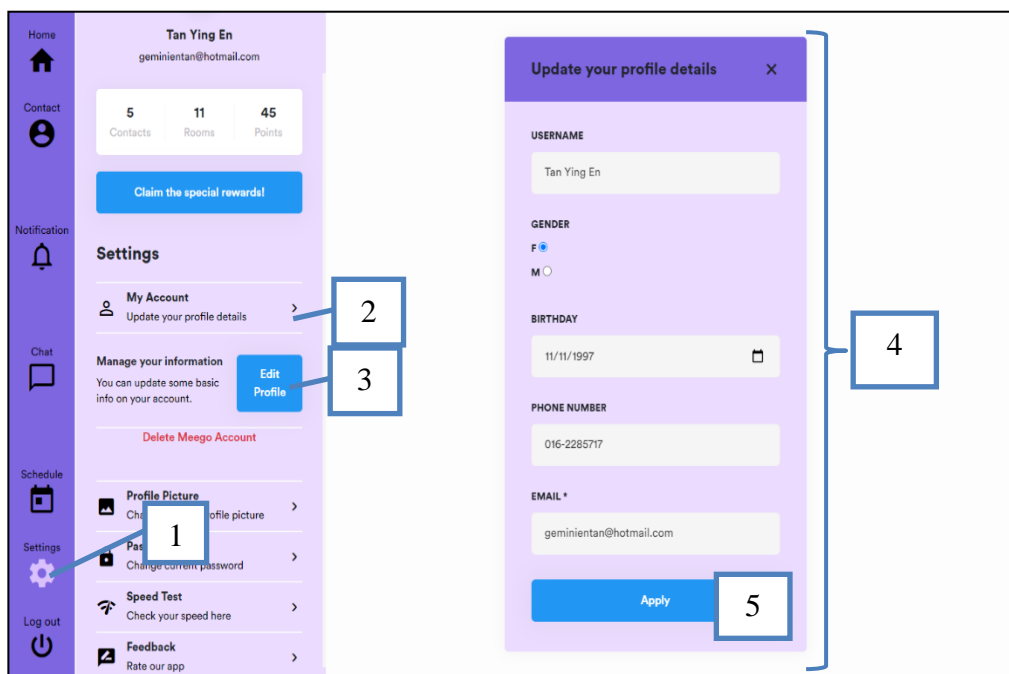 Home
Contact
Notification
Chat
Schedule
Settings
Log out
Tan Ying En
geminientan@hotmail.com
5 11 45
Contacts Rooms Points
Claim the special rewards!
Settings
My Account
Update your profile details
Manage your information
You can update some basic
info on your account.
Edit
Profile
Delete Meego Account
Profile Picture
ofile picture
Change current password
Speed Test
Check your speed here
Feedback
Rate our app
1
2
3
Update your profile details
USERNAME
Tan Ying En
GENDER
F
M
BIRTHDAY
11/11/1997
PHONE NUMBER
016-2285717
EMAIL *
geminientan@hotmail.com
Apply
5
4